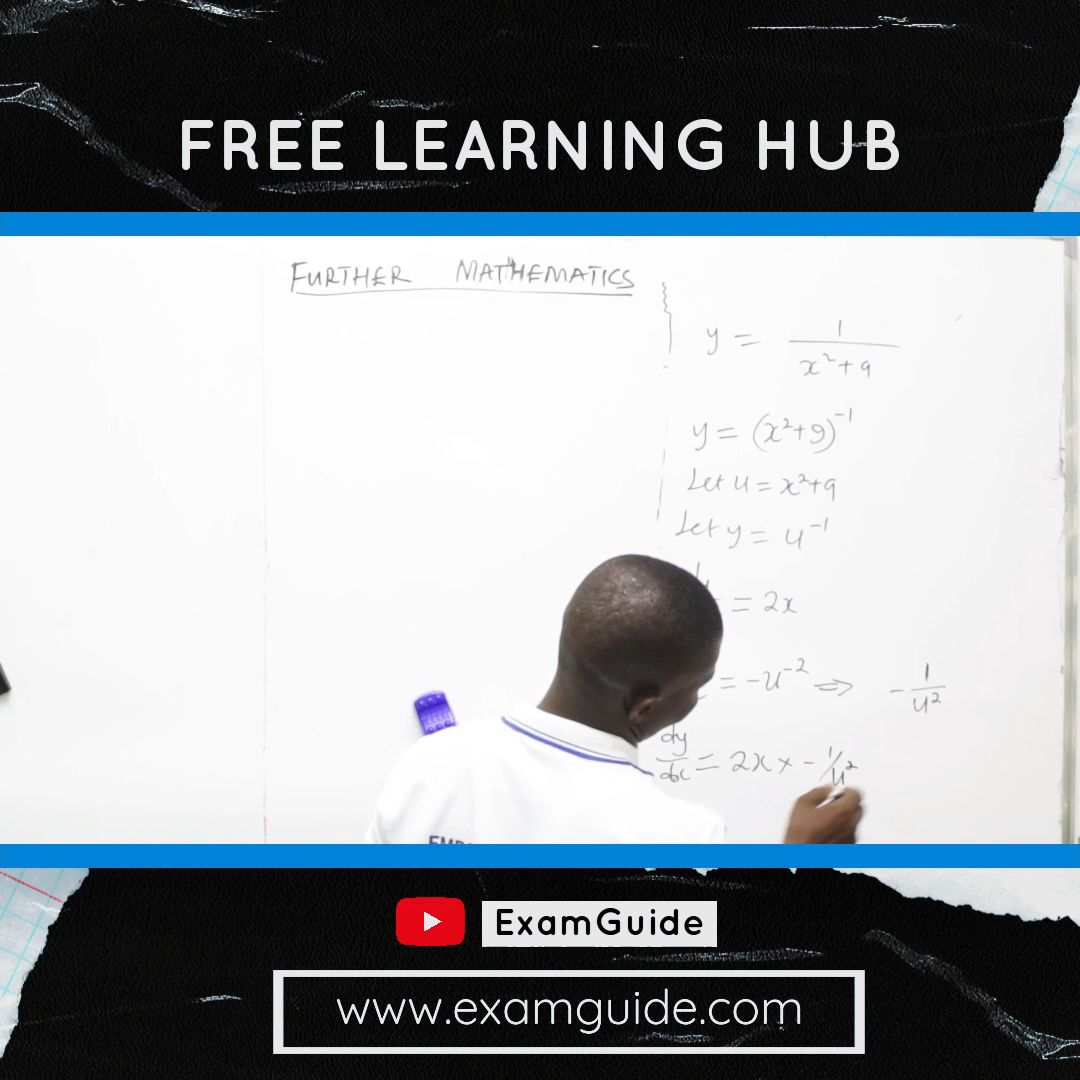 FREE LEARNING HUB
FURTHER MATHEMATICS
y = 1/(x²+9)
y = (x²+9)⁻¹
Let u = x²+9
Let y = u⁻¹
= 2x
= -u⁻² ⇒ - 1/u²
dy/dx = 2x × - 1/u²
ExamGuide
www.examguide.com